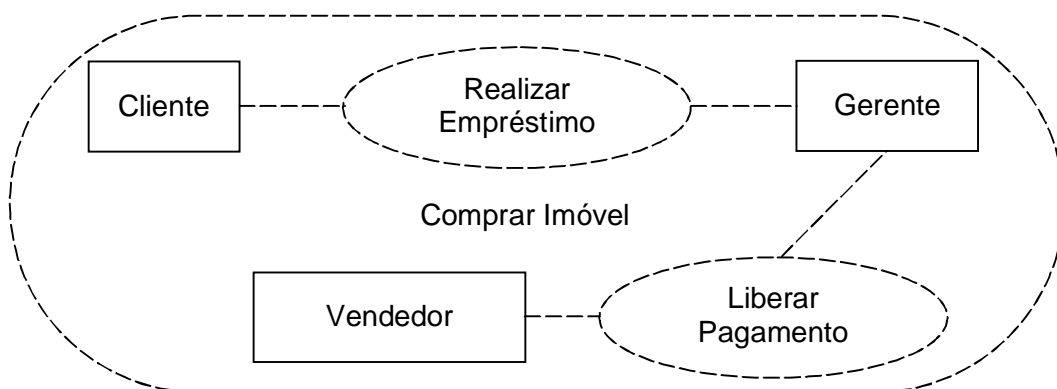 Cliente
Realizar
Empréstimo
Gerente
Comprar Imóvel
Vendedor
Liberar
Pagamento